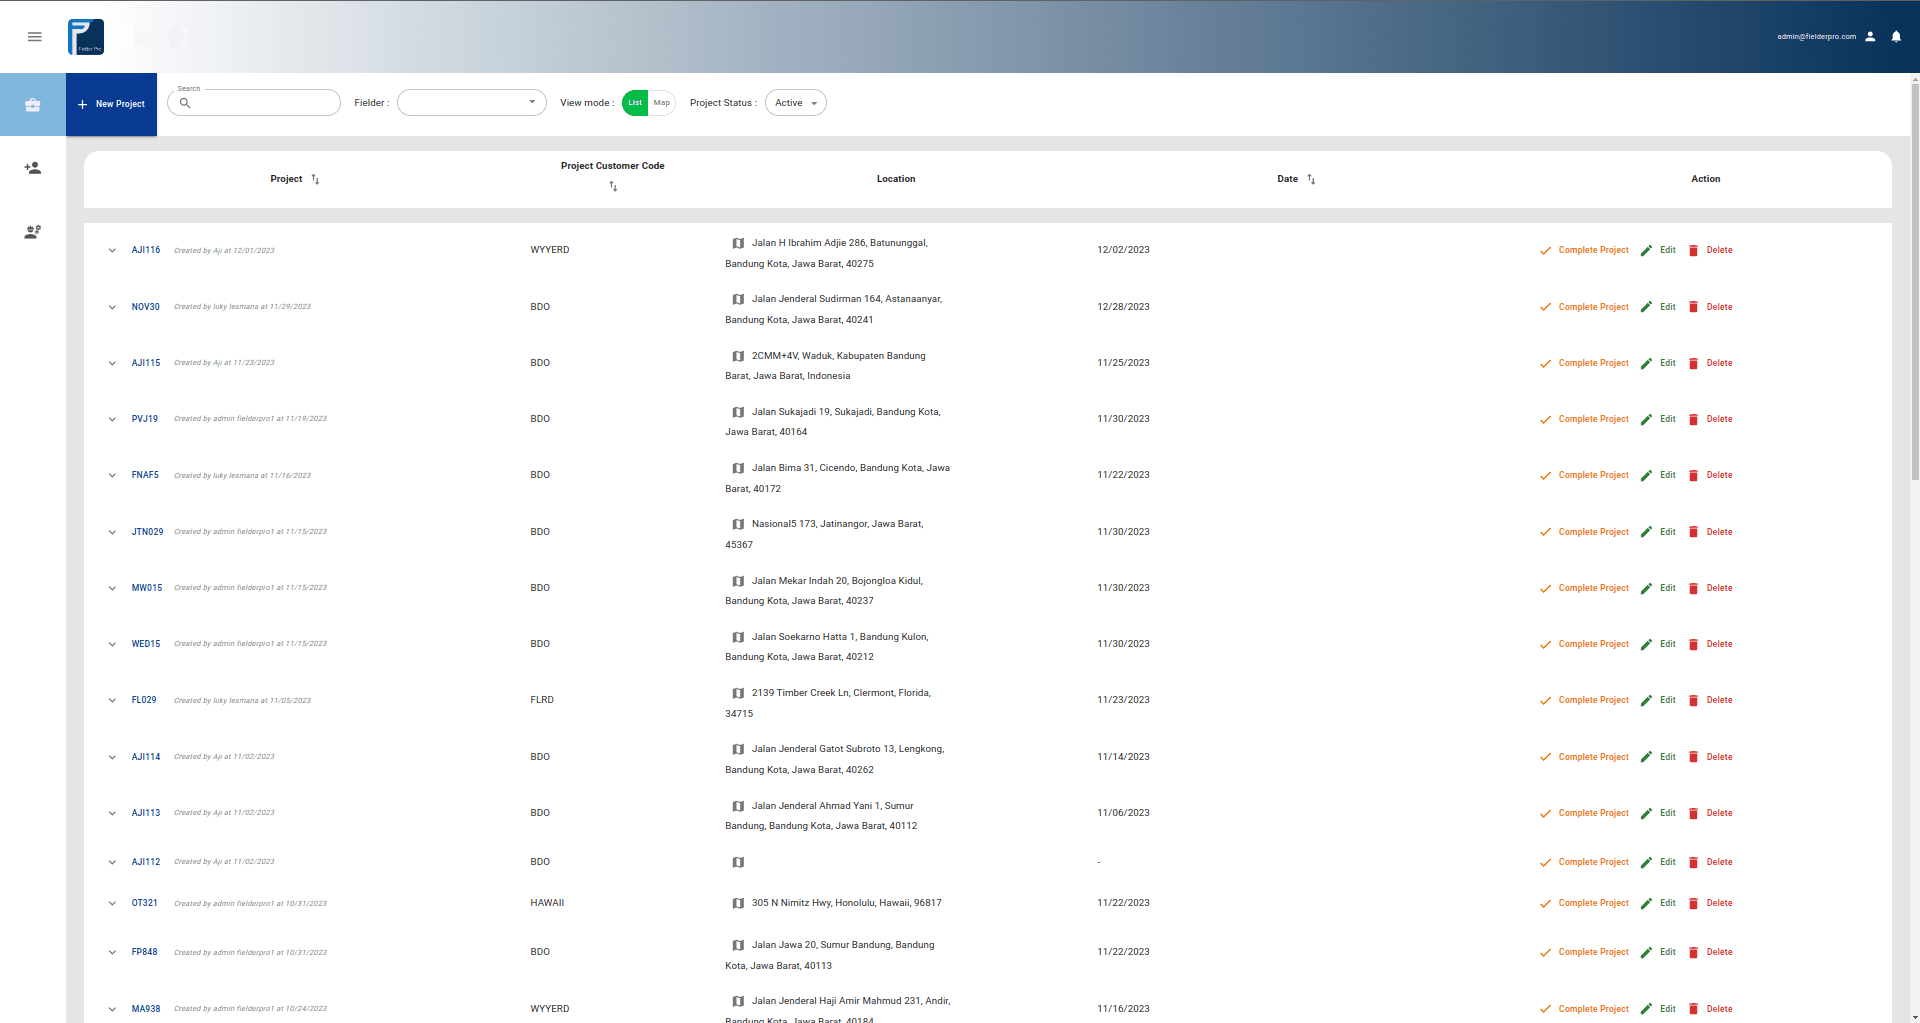 Fielder Pro
admin@fielderpro.com
New Project
Search
Fielder :
View mode :
List
Map
Project Status :
Active
Project
Project Customer Code
Location
Date
Action
AJI116 Created by Aji at 12/01/2023 WYYERD Jalan H Ibrahim Adjie 286, Batununggal, 12/02/2023 Complete Project Edit Delete
Bandung Kota, Jawa Barat, 40275
NOV30 Created by luky lesmana at 11/29/2023 BDO Jalan Jenderal Sudirman 164, Astanaanyar, 12/28/2023 Complete Project Edit Delete
Bandung Kota, Jawa Barat, 40241
AJI115 Created by Aji at 11/23/2023 BDO 2CMM+4V, Waduk, Kabupaten Bandung 11/25/2023 Complete Project Edit Delete
Barat, Jawa Barat, Indonesia
PVJ19 Created by admin fielderpro1 at 11/19/2023 BDO Jalan Sukajadi 19, Sukajadi, Bandung Kota, 11/30/2023 Complete Project Edit Delete
Jawa Barat, 40164
FNAF5 Created by luky lesmana at 11/16/2023 BDO Jalan Bima 31, Cicendo, Bandung Kota, Jawa 11/22/2023 Complete Project Edit Delete
Barat, 40172
JTN029 Created by admin fielderpro1 at 11/15/2023 BDO Nasional5 173, Jatinangor, Jawa Barat, 11/30/2023 Complete Project Edit Delete
45367
MW015 Created by admin fielderpro1 at 11/15/2023 BDO Jalan Mekar Indah 20, Bojongloa Kidul, 11/30/2023 Complete Project Edit Delete
Bandung Kota, Jawa Barat, 40237
WED15 Created by admin fielderpro1 at 11/15/2023 BDO Jalan Soekarno Hatta 1, Bandung Kulon, 11/30/2023 Complete Project Edit Delete
Bandung Kota, Jawa Barat, 40212
FL029 Created by luky lesmana at 11/05/2023 FLRD 2139 Timber Creek Ln, Clermont, Florida, 11/23/2023 Complete Project Edit Delete
34715
AJI114 Created by Aji at 11/02/2023 BDO Jalan Jenderal Gatot Subroto 13, Lengkong, 11/14/2023 Complete Project Edit Delete
Bandung Kota, Jawa Barat, 40262
AJI113 Created by Aji at 11/02/2023 BDO Jalan Jenderal Ahmad Yani 1, Sumur 11/06/2023 Complete Project Edit Delete
Bandung, Bandung Kota, Jawa Barat, 40112
AJI112 Created by Aji at 11/02/2023 BDO - Complete Project Edit Delete
OT321 Created by admin fielderpro1 at 10/31/2023 HAWAII 305 N Nimitz Hwy, Honolulu, Hawaii, 96817 11/22/2023 Complete Project Edit Delete
FP848 Created by admin fielderpro1 at 10/31/2023 BDO Jalan Jawa 20, Sumur Bandung, Bandung 11/22/2023 Complete Project Edit Delete
Kota, Jawa Barat, 40113
MA938 Created by admin fielderpro1 at 10/24/2023 WYYERD Jalan Jenderal Haji Amir Mahmud 231, Andir, 11/16/2023 Complete Project Edit Delete
Bandung Kota, Jawa Barat, 40184